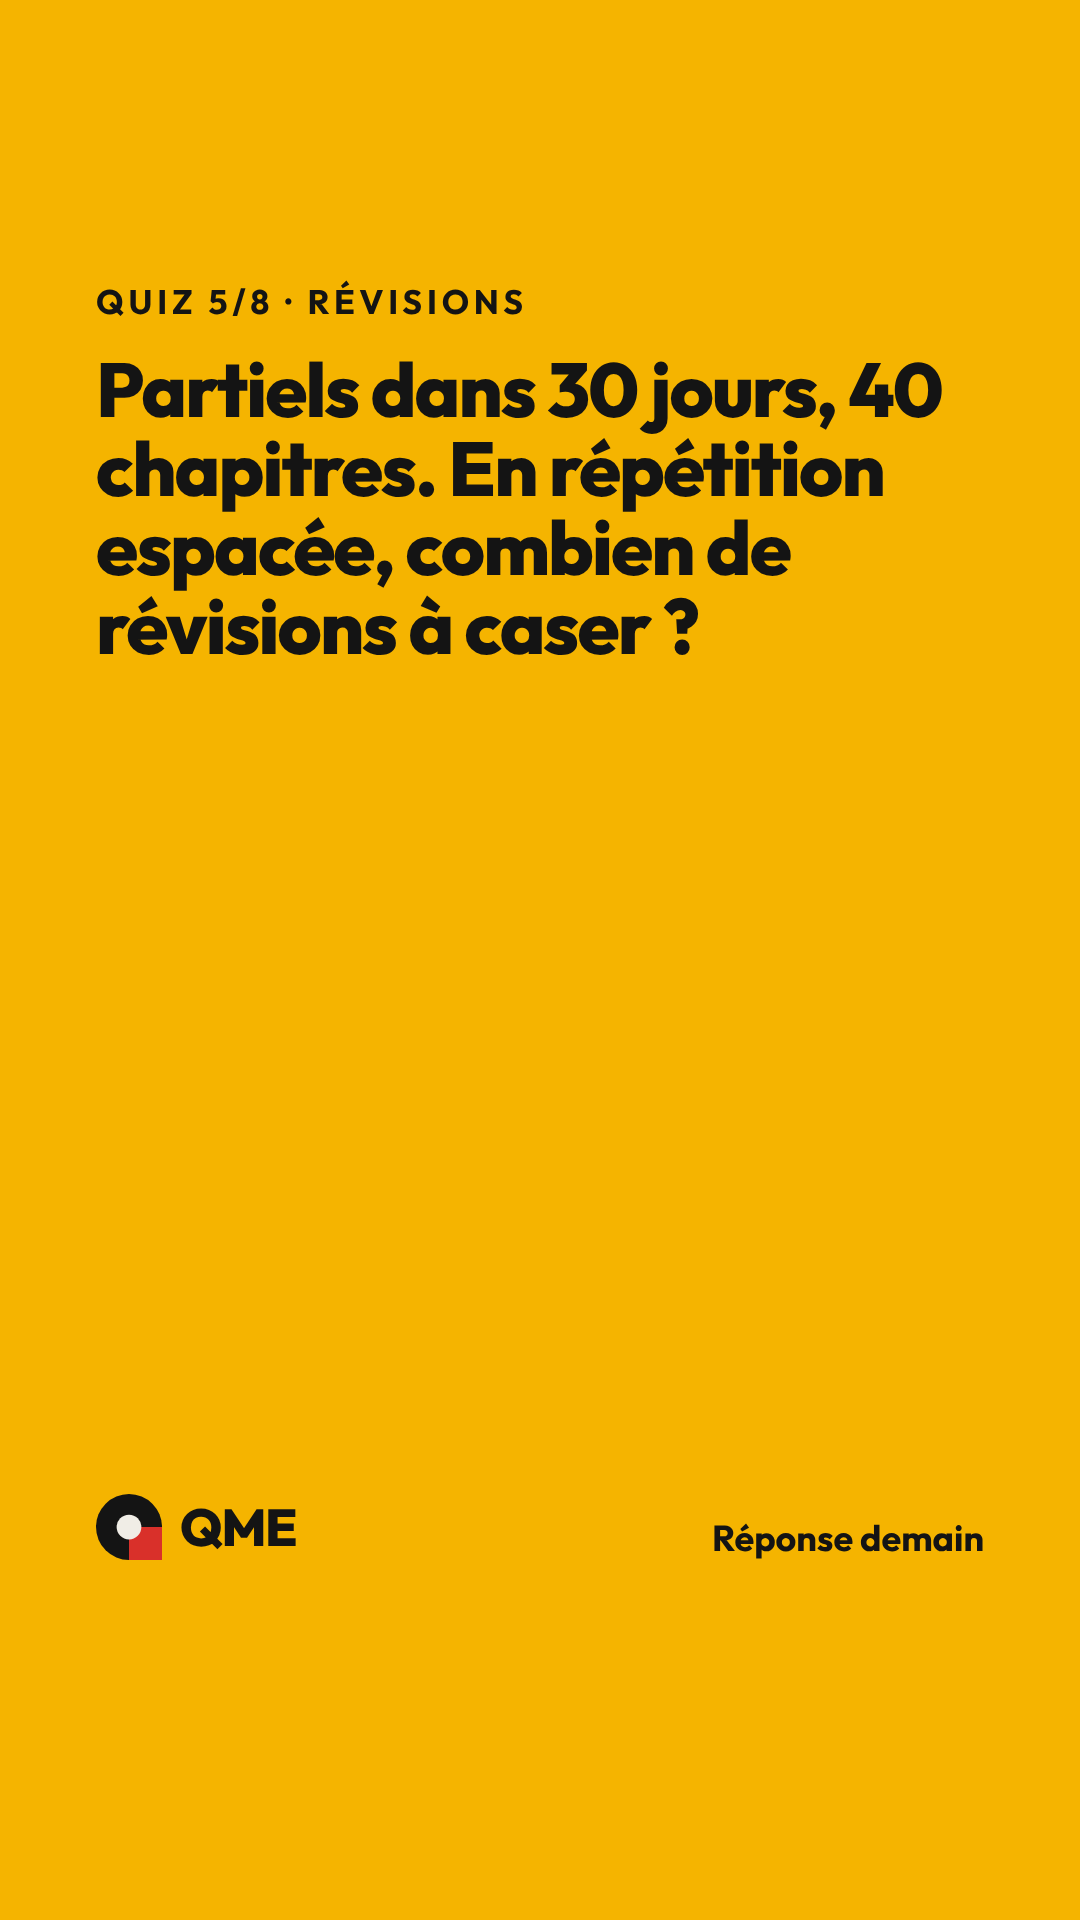 QUIZ 5/8 · RÉVISIONS
Partiels dans 30 jours, 40
chapitres. En répétition
espacée, combien de
révisions à caser ?
QME
Réponse demain